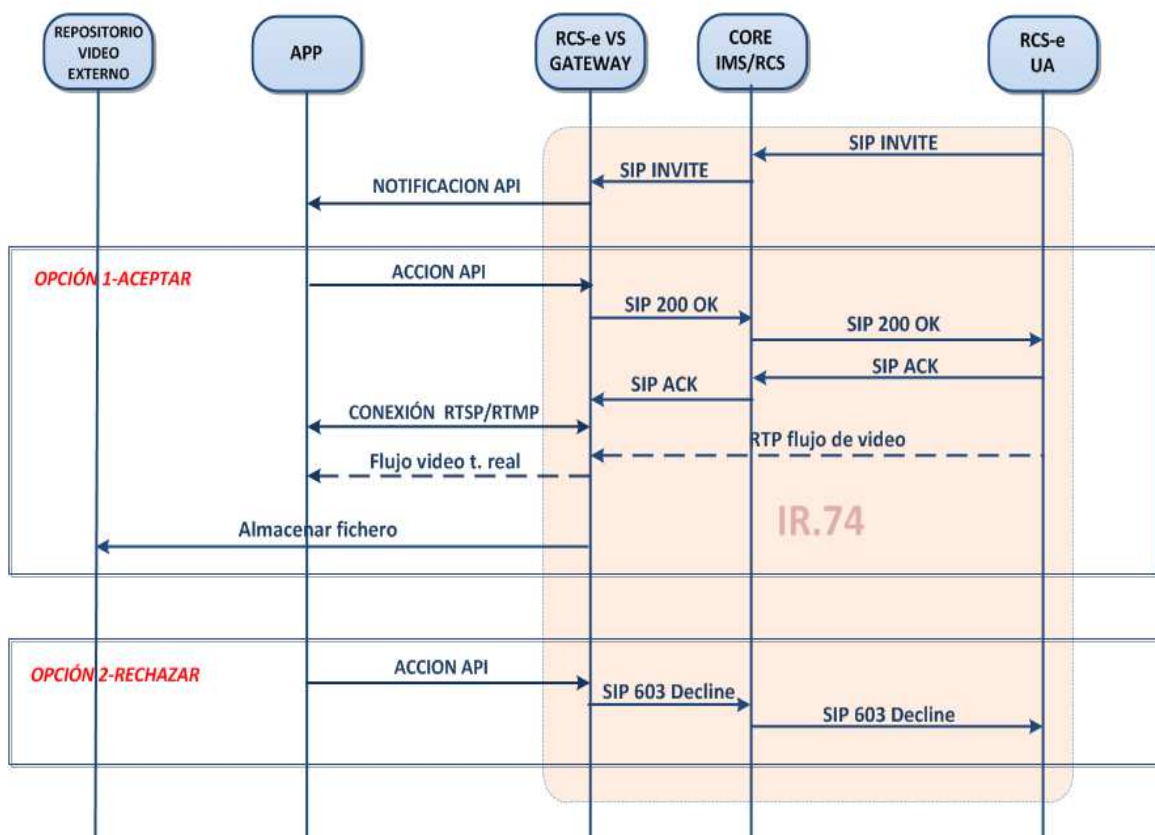 REPOSITORIO
VIDEO
EXTERNO
APP
RCS-e VS
GATEWAY
CORE
IMS/RCS
RCS-e
UA
SIP INVITE
SIP INVITE
NOTIFICACION API
OPCIÓN 1-ACEPTAR
ACCION API
SIP 200 OK
SIP 200 OK
SIP ACK
SIP ACK
CONEXIÓN RTSP/RTMP
RTP flujo de video
Flujo video t. real
IR.74
Almacenar fichero
OPCIÓN 2-RECHAZAR
ACCION API
SIP 603 Decline
SIP 603 Decline